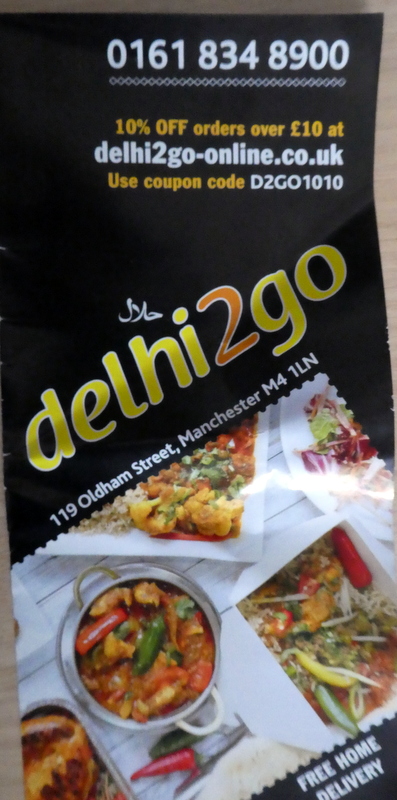 0161 834 8900
10% OFF orders over £10 at
delhi2go-online.co.uk
Use coupon code D2GO1010
حلال
delhi2go
119 Oldham Street, Manchester M4 1LN
FREE HOME
DELIVERY